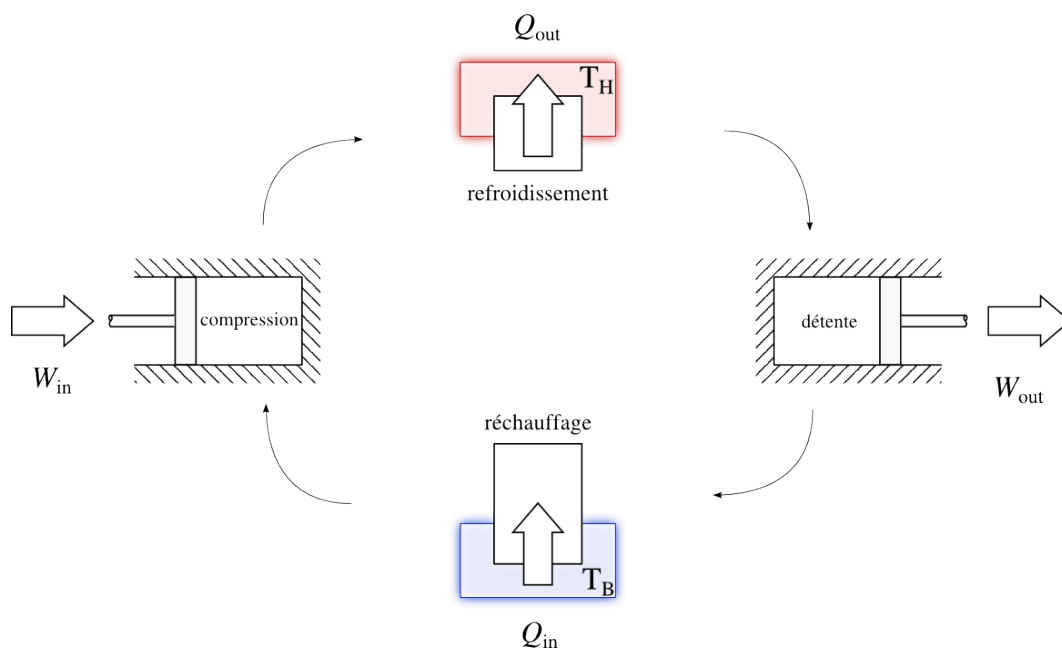 Q_out
T_H
refroidissement
compression
W_in
détente
W_out
réchauffage
T_B
Q_in